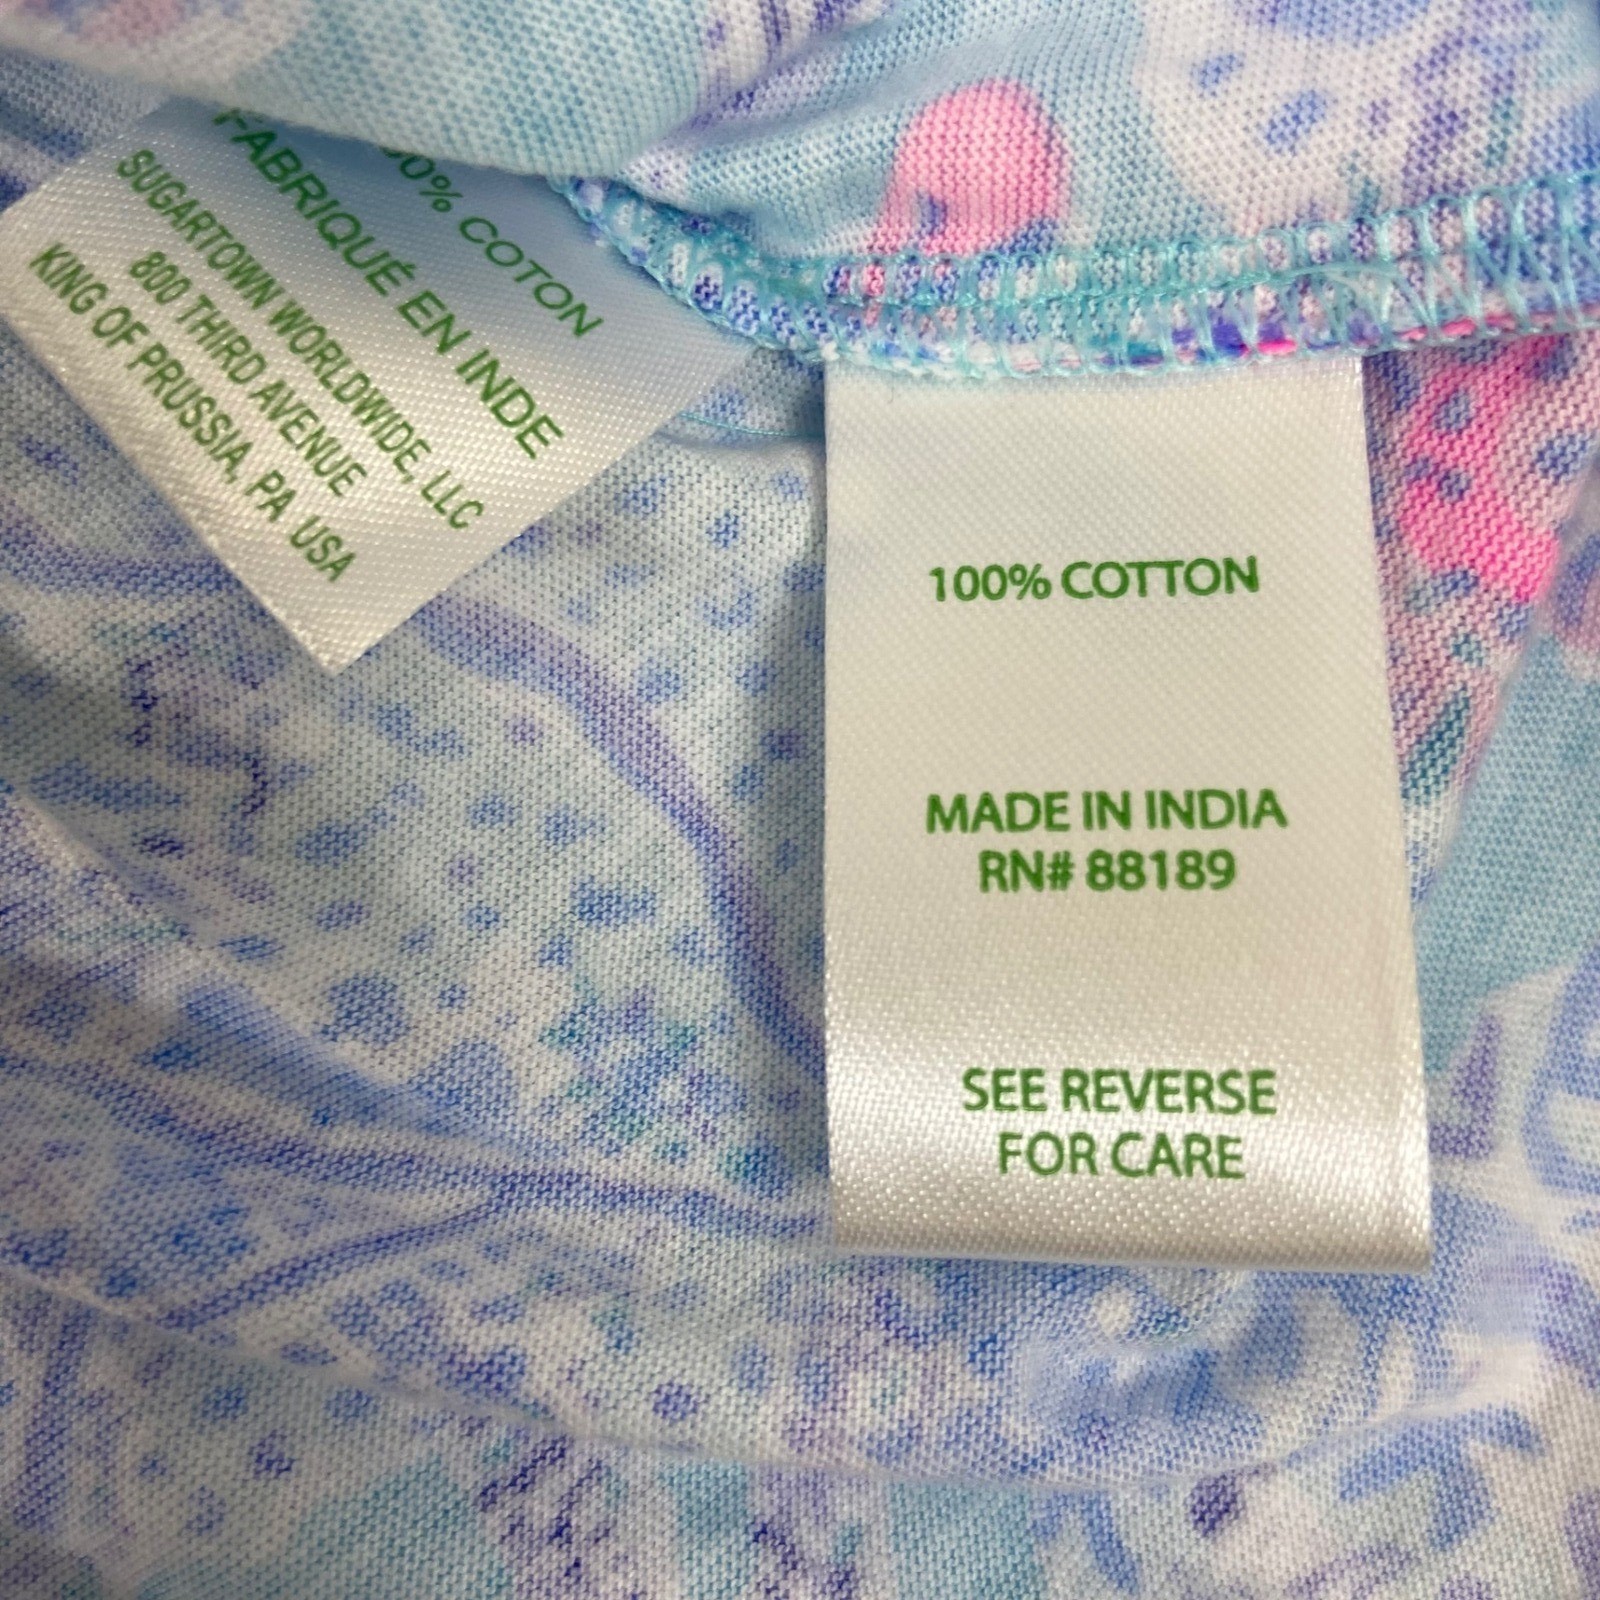 COTON
FABRIQUÉ EN INDE
SUGARTOWN WORLDWIDE, LLC
800 THIRD AVENUE
KING OF PRUSSIA, PA USA
100% COTTON
MADE IN INDIA
RN# 88189
SEE REVERSE
FOR CARE